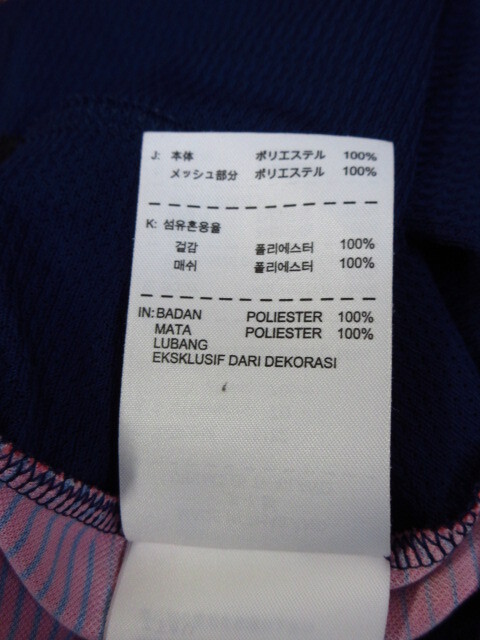 J: 本体 ポリエステル 100%
メッシュ部分 ポリエステル 100%
K: 섬유혼용율
겉감 폴리에스터 100%
매쉬 폴리에스터 100%
IN: BADAN POLIESTER 100%
MATA POLIESTER 100%
LUBANG
EKSKLUSIF DARI DEKORASI